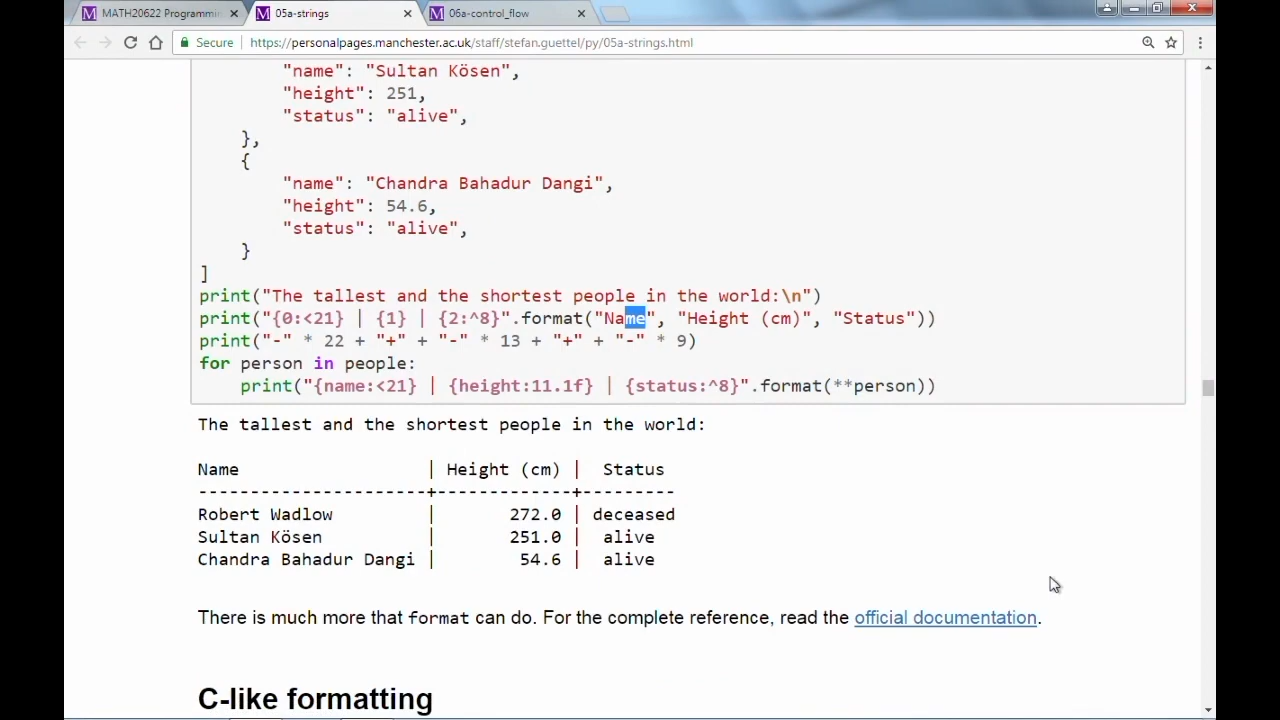 MATH20622 Programmin
05a-strings
06a-control_flow
Secure
https://personalpages.manchester.ac.uk/staff/stefan.guettel/py/05a-strings.html
"name": "Sultan Kösen",
"height": 251,
"status": "alive",
},
{
"name": "Chandra Bahadur Dangi",
"height": 54.6,
"status": "alive",
}
]
print("The tallest and the shortest people in the world:\n")
print("{0:<21} | {1} | {2:^8}".format("Name", "Height (cm)", "Status"))
print("-" * 22 + "+" + "-" * 13 + "+" + "-" * 9)
for person in people:
print("{name:<21} | {height:11.1f} | {status:^8}".format(**person))
The tallest and the shortest people in the world:
Name | Height (cm) | Status
----------------------+-------------+---------
Robert Wadlow | 272.0 | deceased
Sultan Kösen | 251.0 | alive
Chandra Bahadur Dangi | 54.6 | alive
There is much more that format can do. For the complete reference, read the official documentation.
C-like formatting